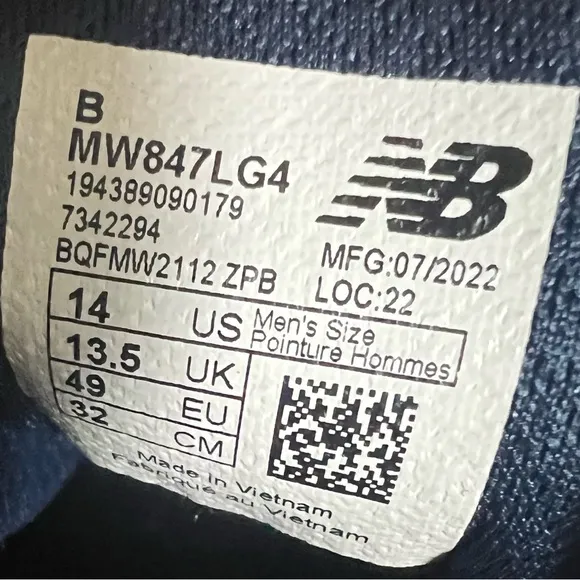 B
MW847LG4
194389090179
7342294
BQFMW2112 ZPB
NB
MFG:07/2022
LOC:22
14 US Men's Size
Pointure Hommes
13.5 UK
49 EU
32 CM
Made in Vietnam
Fabriqué au Vietnam